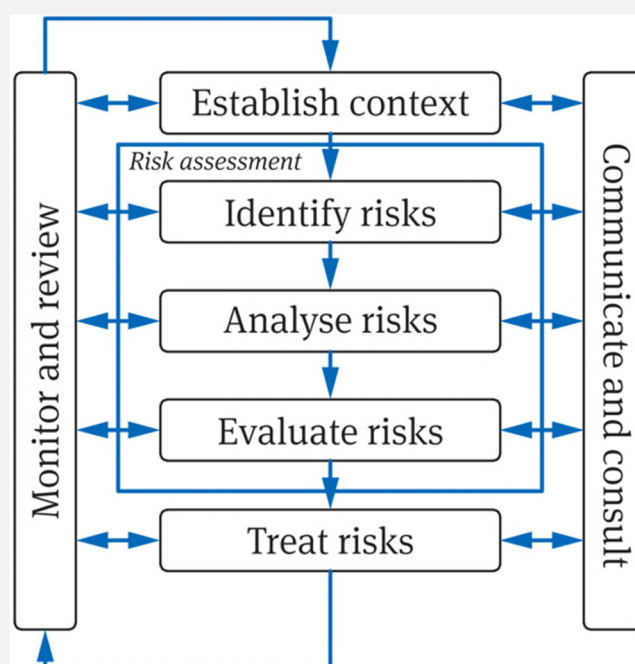 Establish context
Risk assessment
Identify risks
Analyse risks
Evaluate risks
Treat risks
Monitor and review
Communicate and consult